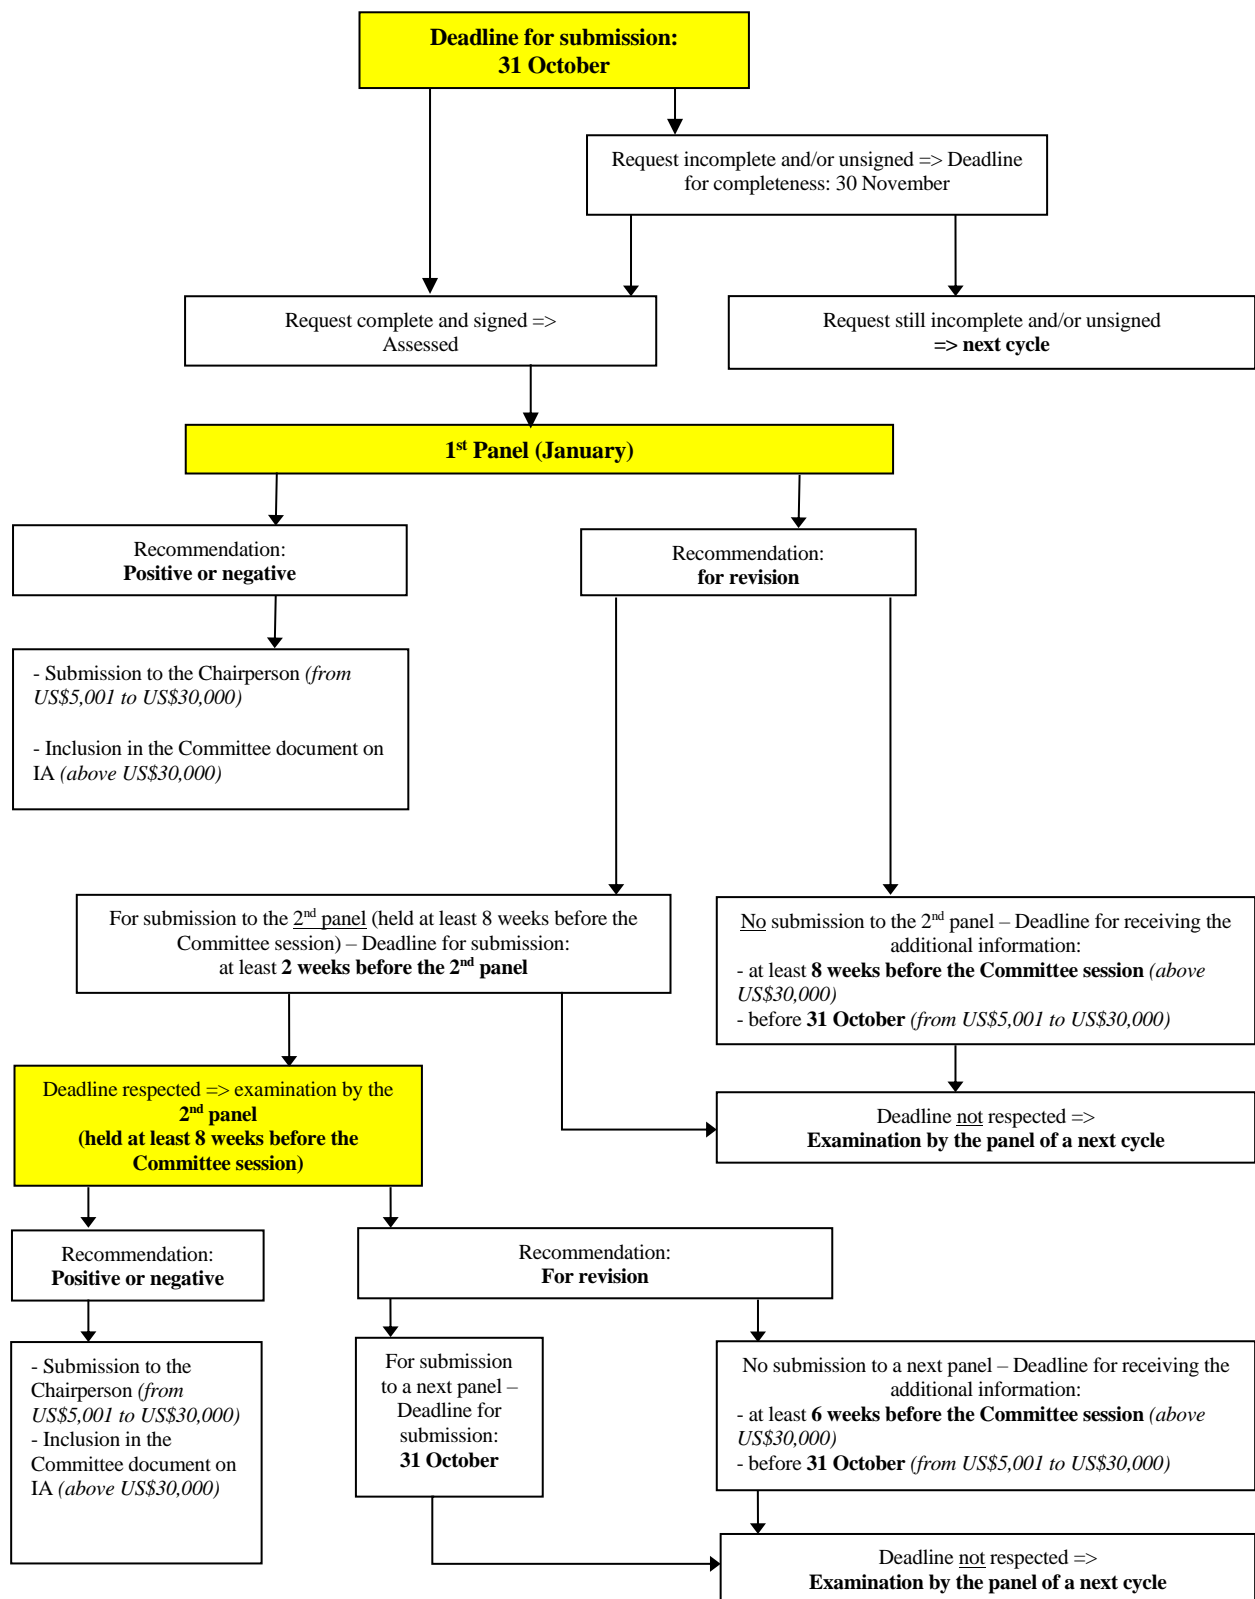 Deadline for submission:
31 October
Request incomplete and/or unsigned => Deadline
for completeness: 30 November
Request complete and signed =>
Assessed
Request still incomplete and/or unsigned
=> next cycle
1st Panel (January)
Recommendation:
Positive or negative
Recommendation:
for revision
- Submission to the Chairperson (from
US$5,001 to US$30,000)
- Inclusion in the Committee document on
IA (above US$30,000)
For submission to the 2nd panel (held at least 8 weeks before the
Committee session) – Deadline for submission:
at least 2 weeks before the 2nd panel
No submission to the 2nd panel – Deadline for receiving the
additional information:
- at least 8 weeks before the Committee session (above
US$30,000)
- before 31 October (from US$5,001 to US$30,000)
Deadline respected => examination by the
2nd panel
(held at least 8 weeks before the
Committee session)
Deadline not respected =>
Examination by the panel of a next cycle
Recommendation:
Positive or negative
Recommendation:
For revision
- Submission to the
Chairperson (from
US$5,001 to US$30,000)
- Inclusion in the
Committee document on
IA (above US$30,000)
For submission
to a next panel –
Deadline for
submission:
31 October
No submission to a next panel – Deadline for receiving the
additional information:
- at least 6 weeks before the Committee session (above
US$30,000)
- before 31 October (from US$5,001 to US$30,000)
Deadline not respected =>
Examination by the panel of a next cycle